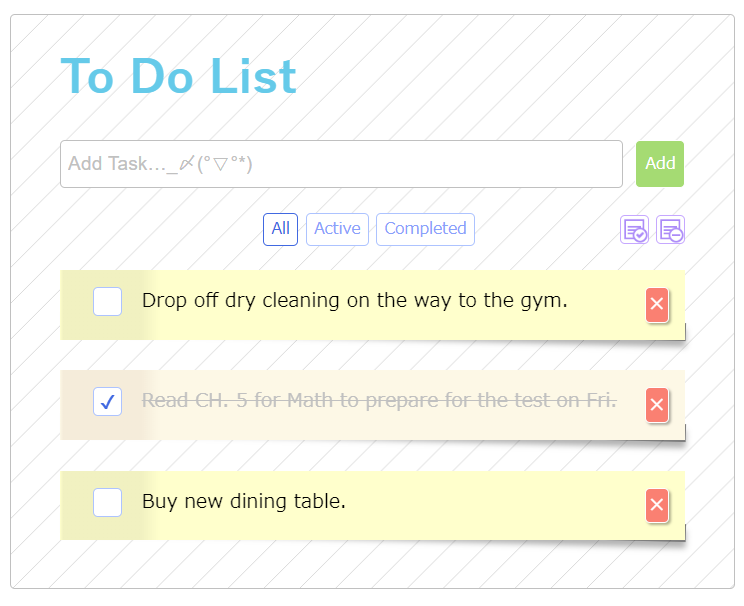 To Do List
Add Task…_〆(°▽°*)
Add
All Active Completed
Drop off dry cleaning on the way to the gym.
Read CH. 5 for Math to prepare for the test on Fri.
Buy new dining table.